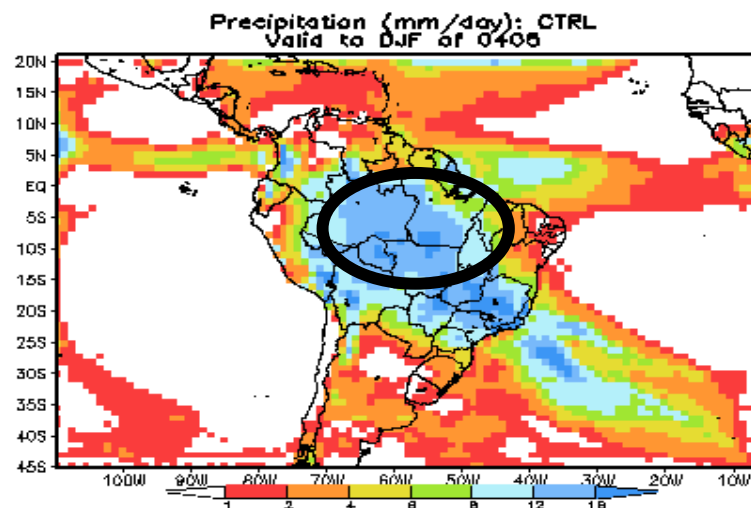 Precipitation (mm/day): CTRL
Valid to DJF of 0405
20N
15N
10N
5N
EQ
5S
10S
15S
20S
25S
30S
35S
40S
45S
100W 90W 80W 70W 60W 50W 40W 30W 20W 10W
1 2 4 6 8 12 18